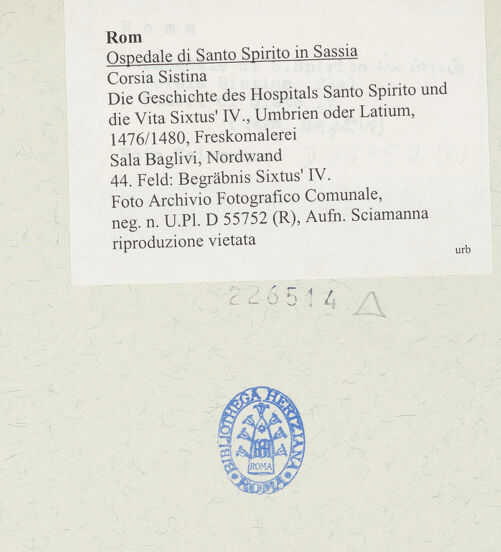 Rom
Ospedale di Santo Spirito in Sassia
Corsia Sistina
Die Geschichte des Hospitals Santo Spirito und
die Vita Sixtus' IV., Umbrien oder Latium,
1476/1480, Freskomalerei
Sala Baglivi, Nordwand
44. Feld: Begräbnis Sixtus' IV.
Foto Archivio Fotografico Comunale,
neg. n. U.Pl. D 55752 (R), Aufn. Sciamanna
riproduzione vietata
urb
226514
BIBLIOTHECA HERTZIANA
ROMA
ROMA